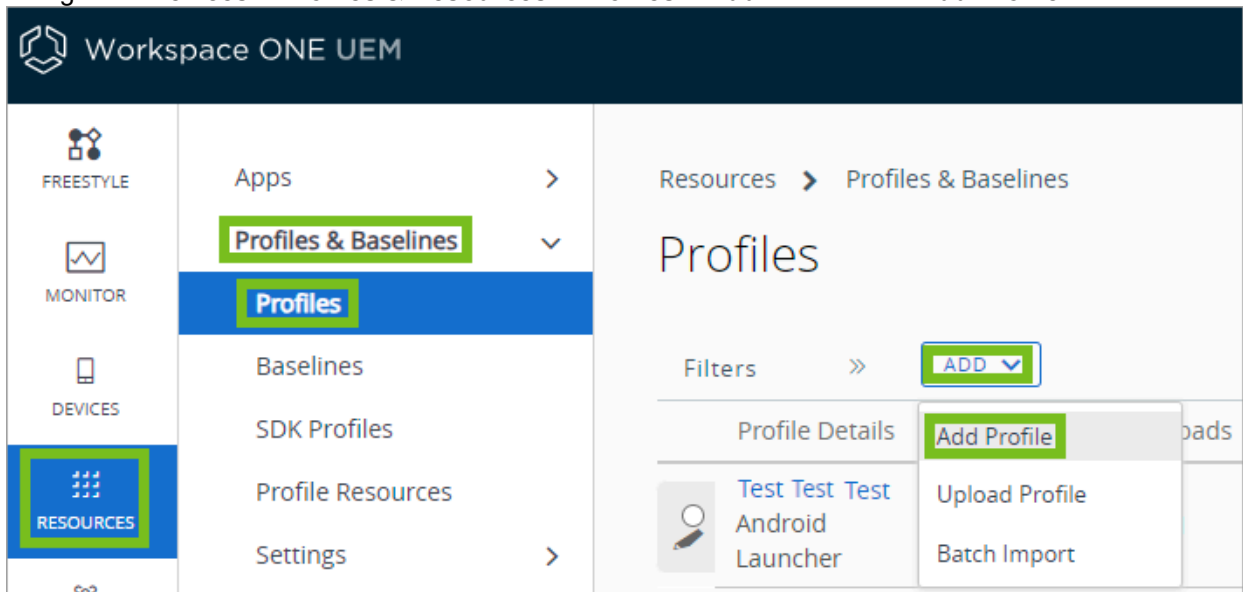 Workspace ONE UEM
FREESTYLE
MONITOR
DEVICES
RESOURCES
Apps
Profiles & Baselines
Profiles
Baselines
SDK Profiles
Profile Resources
Settings
Resources > Profiles & Baselines
Profiles
Filters » ADD
Profile Details
Add Profile
Upload Profile
Batch Import
Test Test Test
Android
Launcher